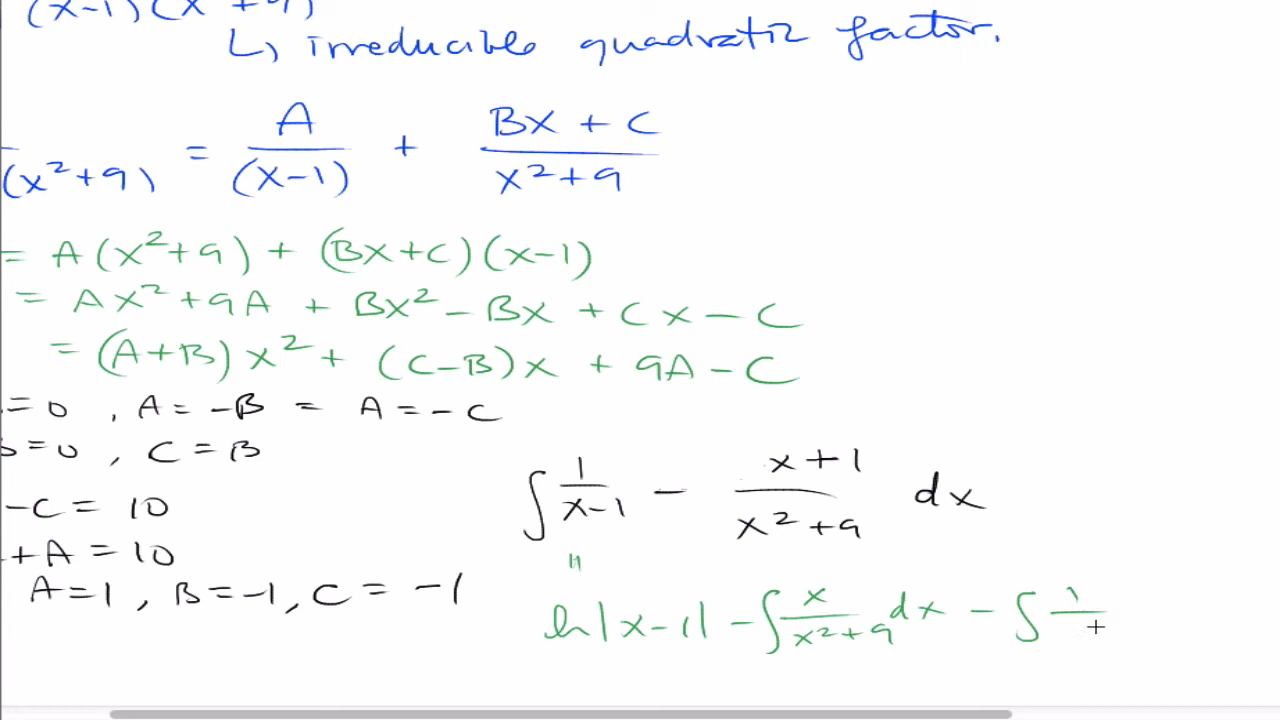 (x-1)(x²+9)
↳ irreducible quadratic factor.
(x²+9) = A/(x-1) + Bx + C/x²+9
= A(x²+9) + (Bx+C)(x-1)
= Ax² + 9A + Bx² - Bx + Cx - C
= (A+B)x² + (C-B)x + 9A - C
=0, A = -B = A = -C
B=0, C = B
-C = 10
+A = 10
A=1, B=-1, C = -1
∫ 1/x-1 - x+1/x²+9 dx
"
ln|x-1| - ∫ x/x²+9 dx - ∫ 1/